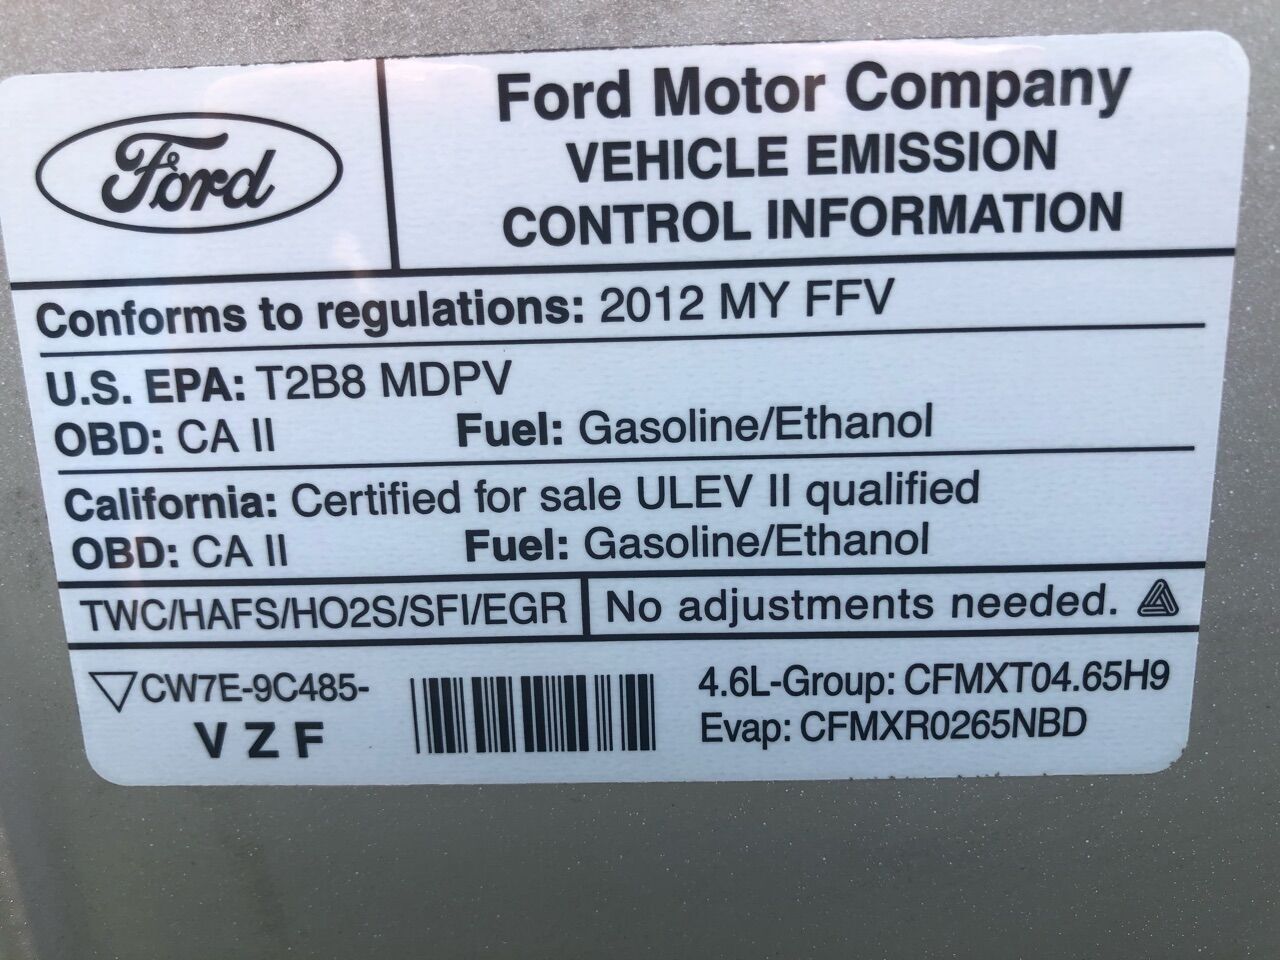 Ford
Ford Motor Company
VEHICLE EMISSION
CONTROL INFORMATION
Conforms to regulations: 2012 MY FFV
U.S. EPA: T2B8 MDPV
OBD: CA II Fuel: Gasoline/Ethanol
California: Certified for sale ULEV II qualified
OBD: CA II Fuel: Gasoline/Ethanol
TWC/HAFS/HO2S/SFI/EGR No adjustments needed.
CW7E-9C485-
V Z F
4.6L-Group: CFMXT04.65H9
Evap: CFMXR0265NBD